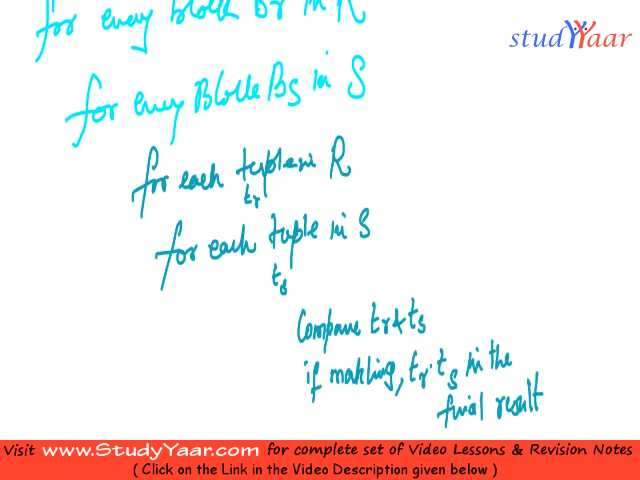 for every block Br in R
studYYaar
for every Block Bs in S
for each tuple in R
tr
for each tuple in S
ts
Compare tr & ts
if matching, tr.ts in the
final result
Visit www.StudyYaar.com for complete set of Video Lessons & Revision Notes
( Click on the Link in the Video Description given below )